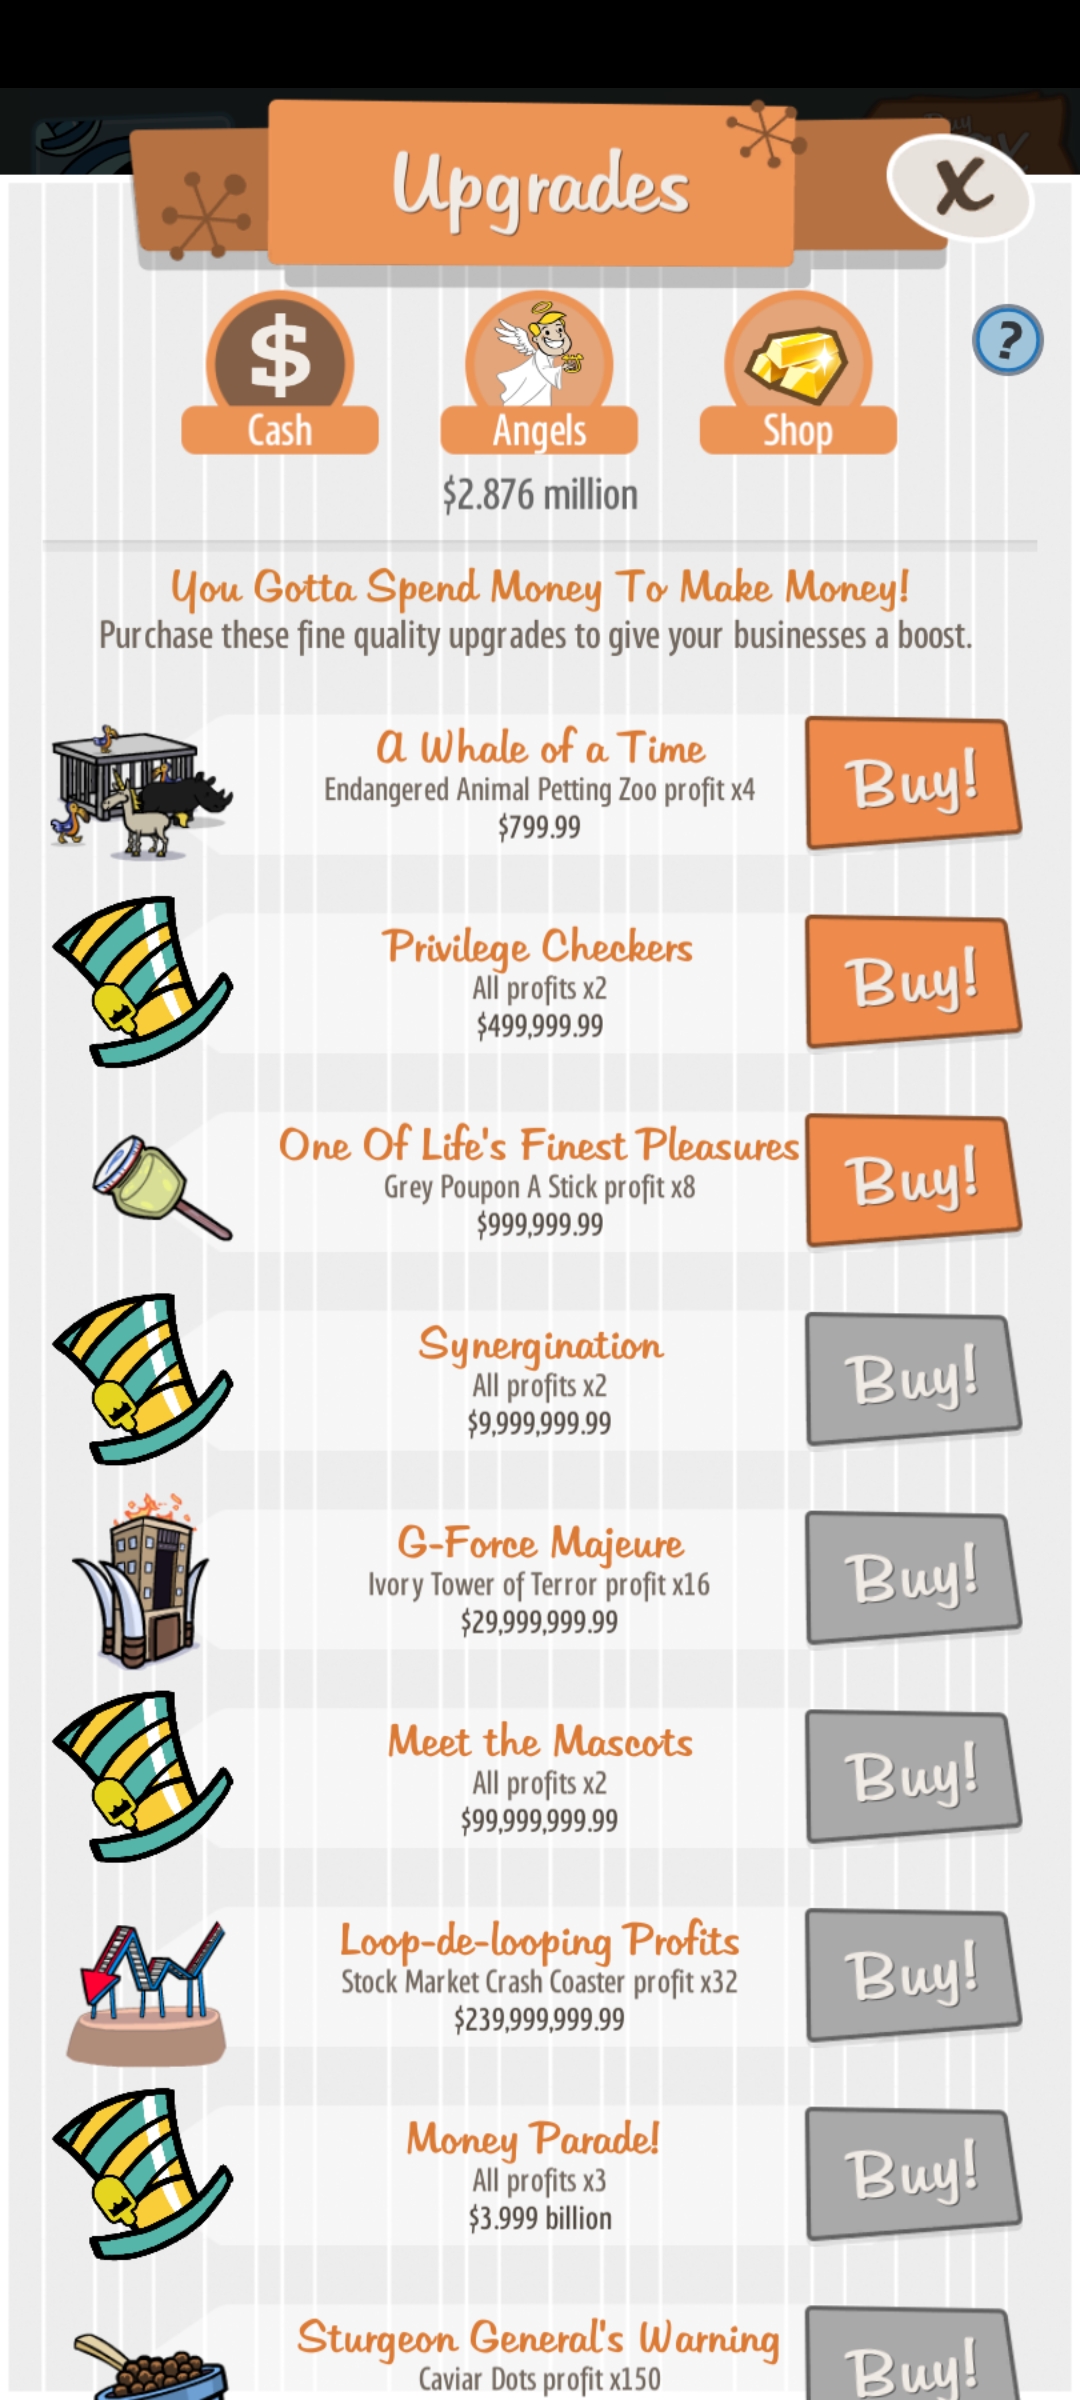 Upgrades
X
$
?
Cash
Angels
Shop
$2.876 million
You Gotta Spend Money To Make Money!
Purchase these fine quality upgrades to give your businesses a boost.
A Whale of a Time
Endangered Animal Petting Zoo profit x4
$799.99
Buy!
Privilege Checkers
All profits x2
$499,999.99
Buy!
One Of Life's Finest Pleasures
Grey Poupon A Stick profit x8
$999,999.99
Buy!
Synergination
All profits x2
$9,999,999.99
Buy!
G-Force Majeure
Ivory Tower of Terror profit x16
$29,999,999.99
Buy!
Meet the Mascots
All profits x2
$99,999,999.99
Buy!
Loop-de-looping Profits
Stock Market Crash Coaster profit x32
$239,999,999.99
Buy!
Money Parade!
All profits x3
$3.999 billion
Buy!
Sturgeon General's Warning
Caviar Dots profit x150
Buy!